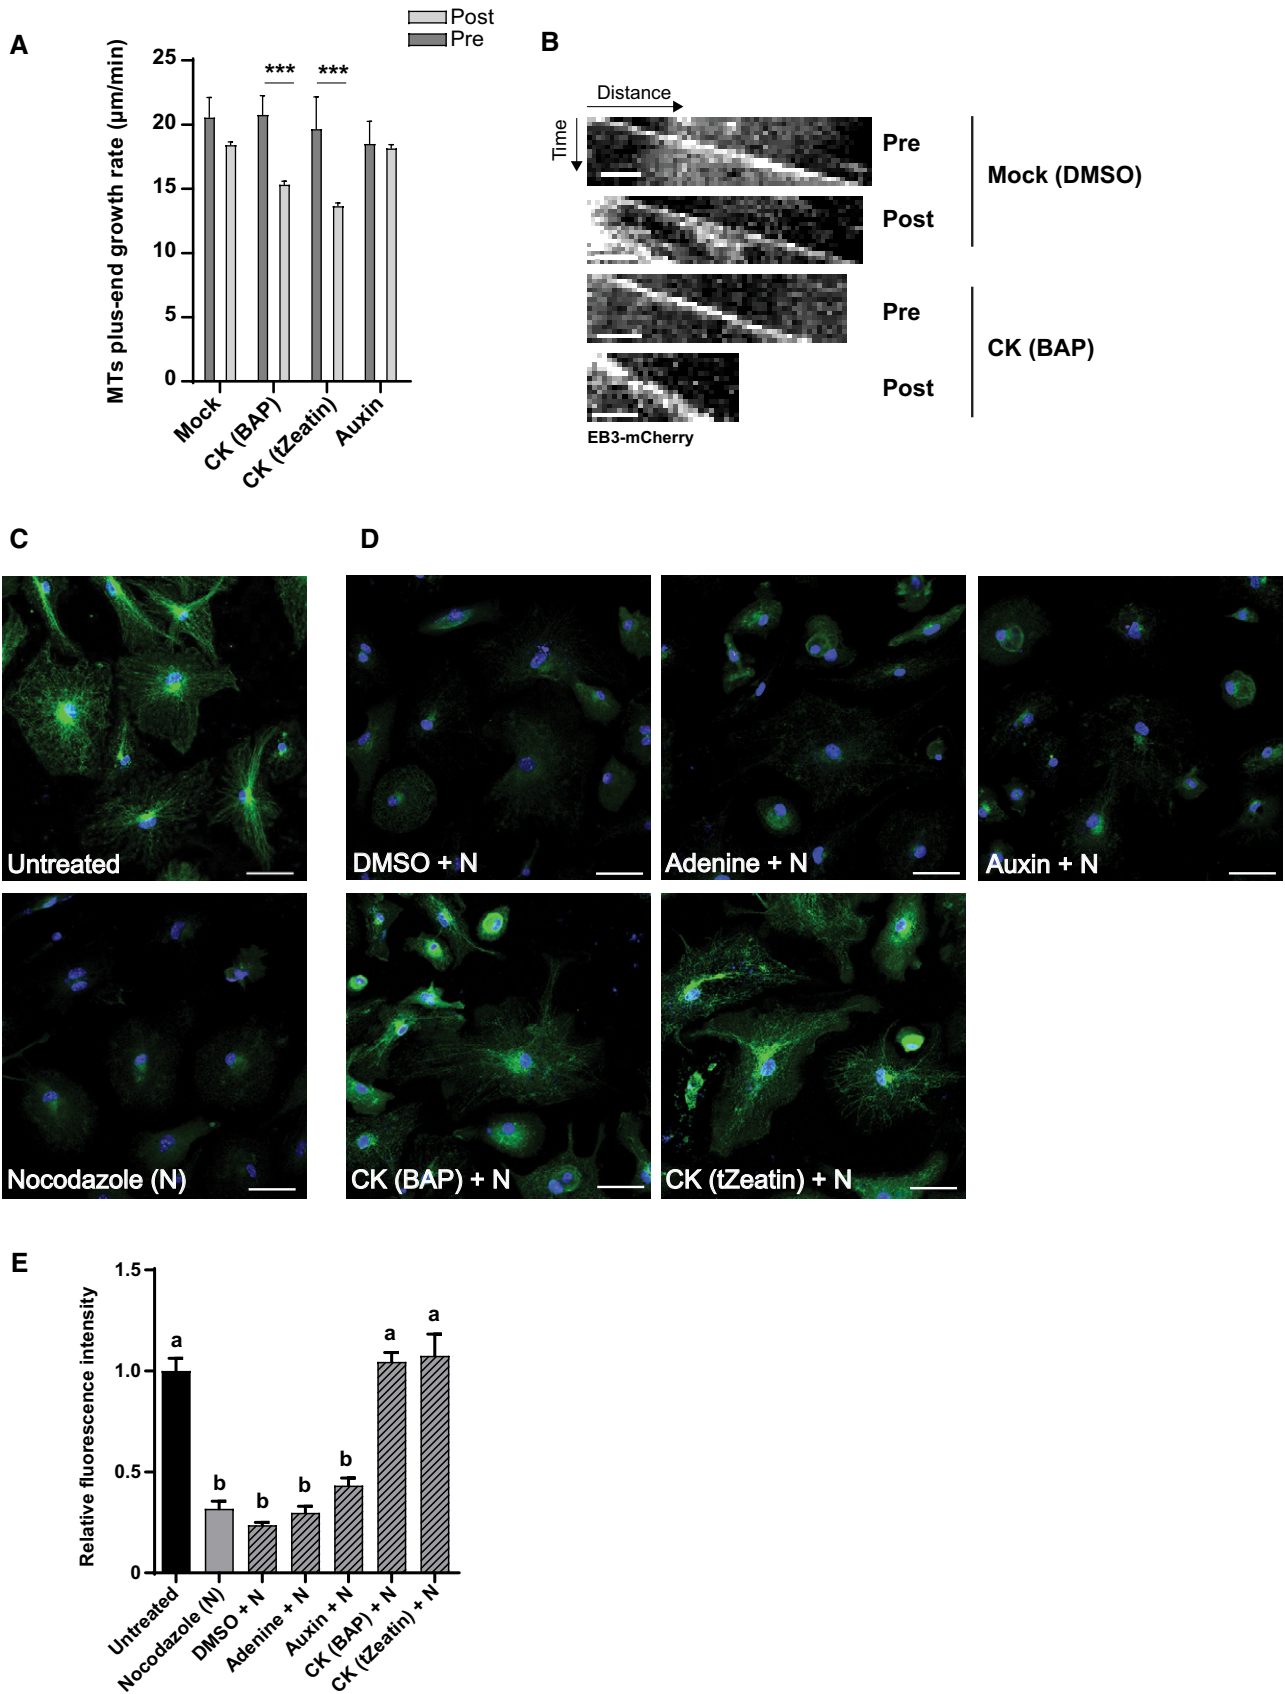 A
Post
Pre
MTs plus-end growth rate (μm/min)
25
20
15
10
5
0
***
***
Mock
CK (BAP)
CK (tZeatin)
Auxin
B
Distance
Time
Pre
Post
Mock (DMSO)
Pre
Post
CK (BAP)
EB3-mCherry
C
Untreated
Nocodazole (N)
D
DMSO + N
Adenine + N
Auxin + N
CK (BAP) + N
CK (tZeatin) + N
E
Relative fluorescence intensity
1.5
1.0
0.5
0
a
b
b
b
b
a
a
Untreated
Nocodazole (N)
DMSO + N
Adenine + N
Auxin + N
CK (BAP) + N
CK (tZeatin) + N